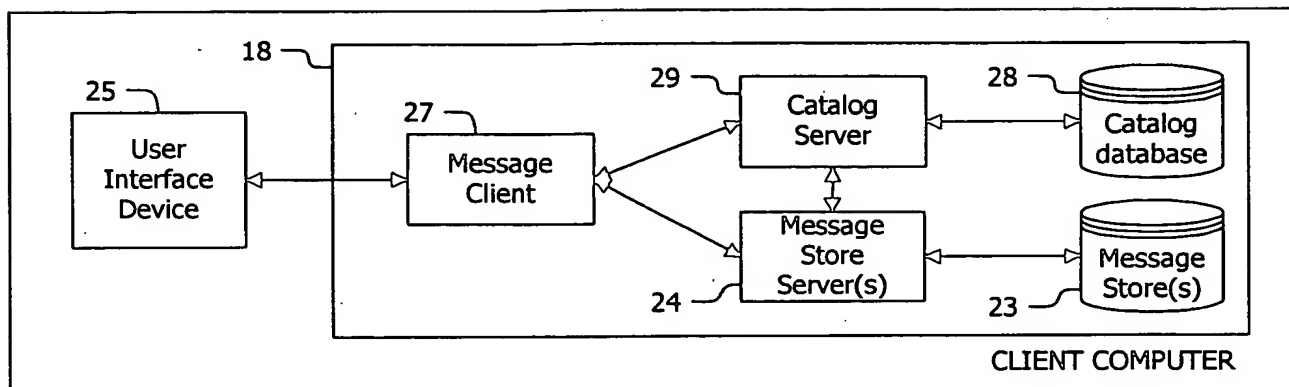 18
25
User
Interface
Device
27
Message
Client
29
Catalog
Server
28
Catalog
database
Message
Store
Server(s)
24
Message
Store(s)
23
CLIENT COMPUTER